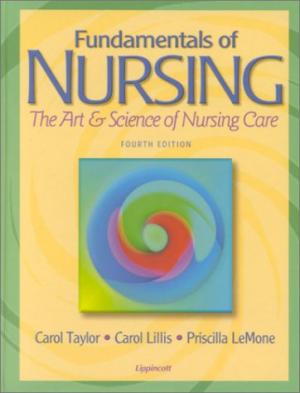 Fundamentals of
NURSING
The Art & Science of Nursing Care
FOURTH EDITION
Carol Taylor • Carol Lillis • Priscilla LeMone
Lippincott